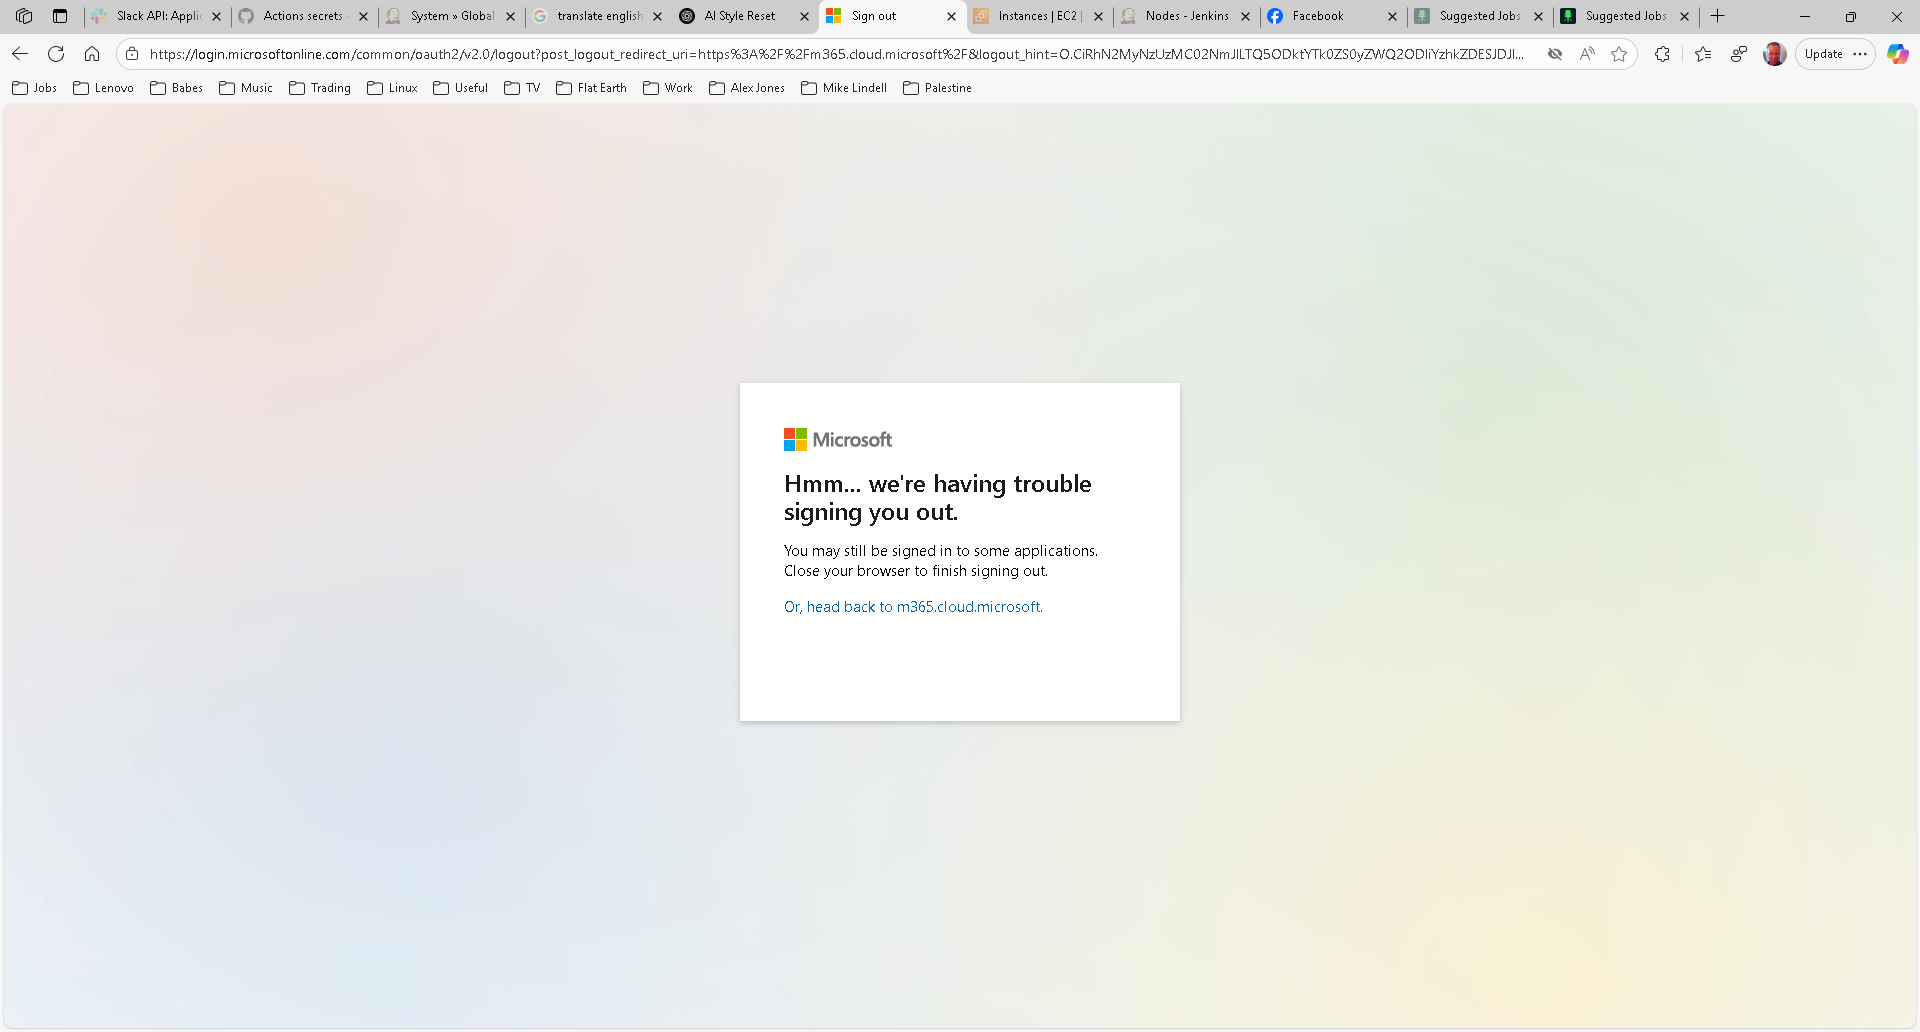 Slack API: Applic
Actions secrets
System » Global
translate english
AI Style Reset
Sign out
Instances | EC2 |
Nodes - Jenkins
Facebook
Suggested Jobs
Suggested Jobs
https://login.microsoftonline.com/common/oauth2/v2.0/logout?post_logout_redirect_uri=https%3A%2F%2Fm365.cloud.microsoft%2F&logout_hint=O.CiRhN2MyNzUzMC02NmJlLTQ5ODktYTk0ZS0yZWQ2ODliYzhkZDESJDJl...
Update
Jobs
Lenovo
Babes
Music
Trading
Linux
Useful
TV
Flat Earth
Work
Alex Jones
Mike Lindell
Palestine
Microsoft
Hmm... we're having trouble
signing you out.
You may still be signed in to some applications.
Close your browser to finish signing out.
Or, head back to m365.cloud.microsoft.